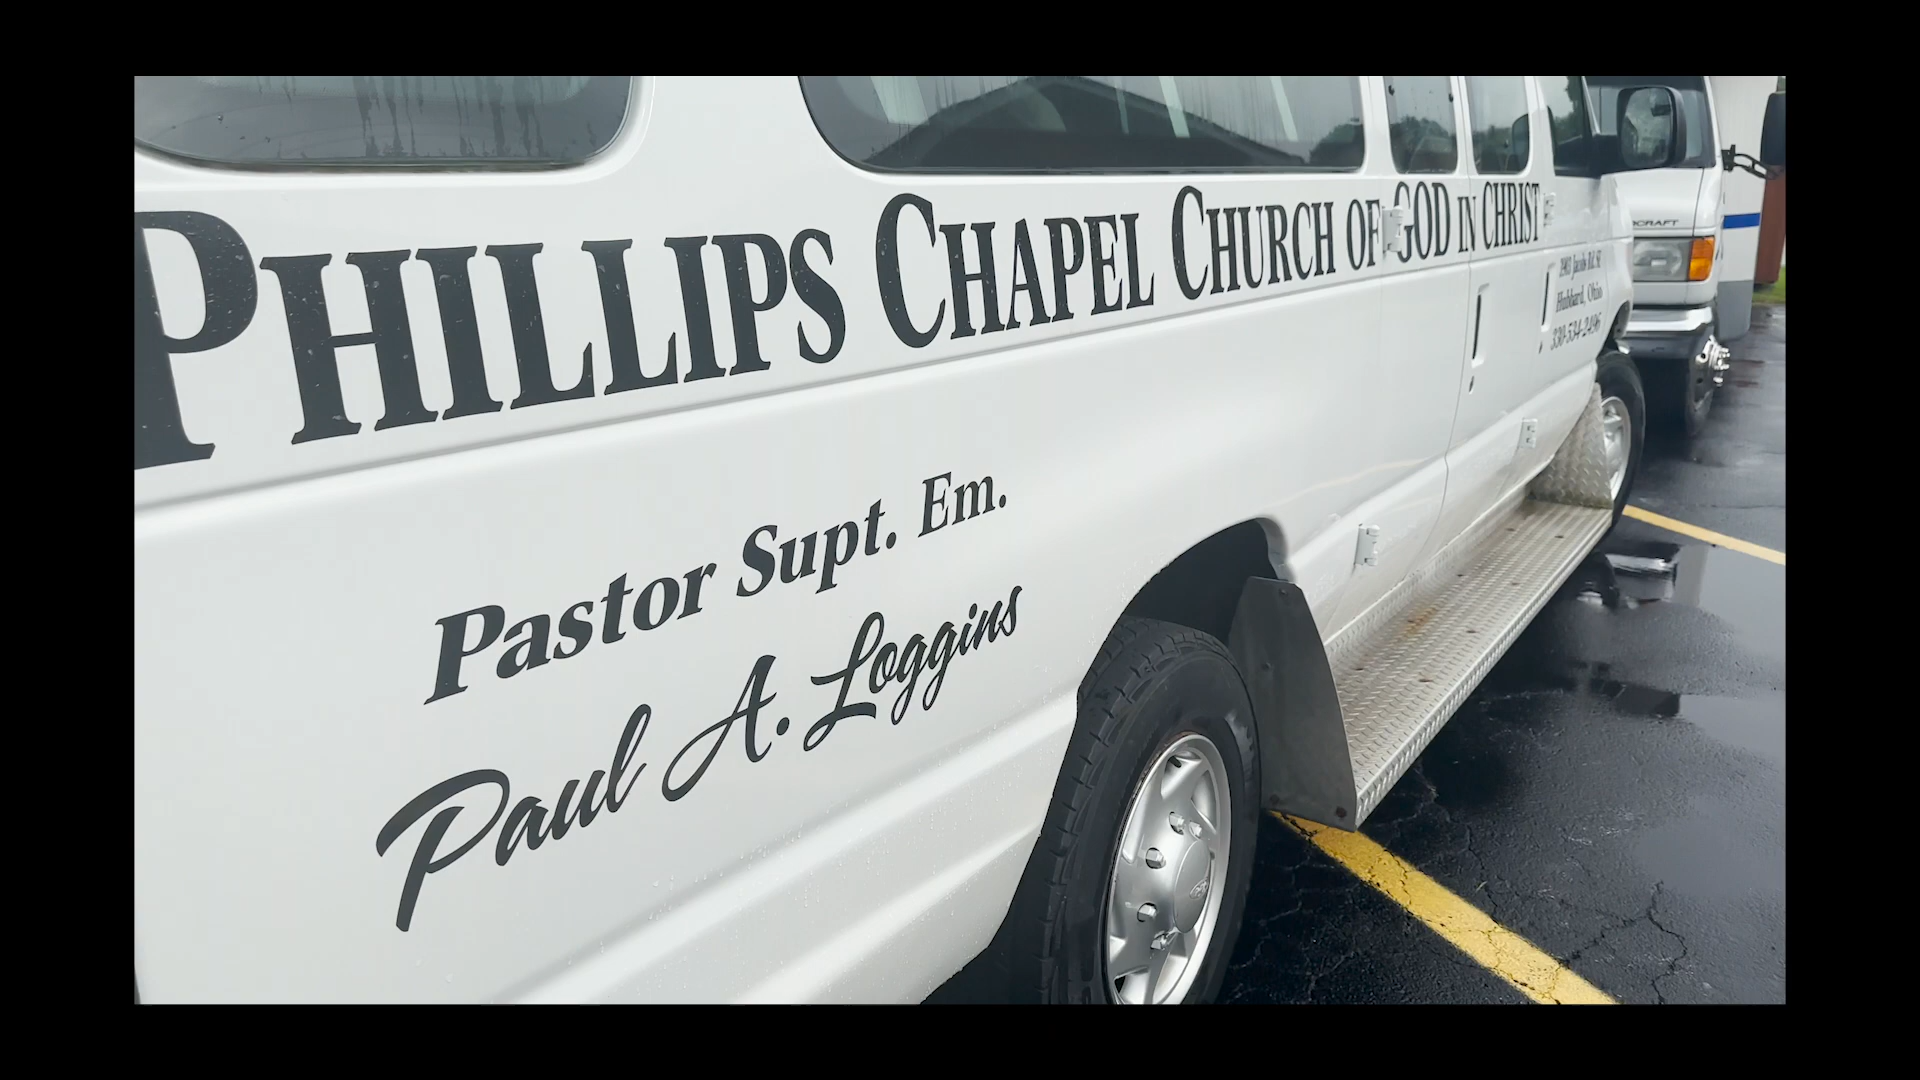 PHILLIPS CHAPEL CHURCH OF GOD IN CHRIST
Hubbard, Ohio
330-534-2496
Pastor Supt. Em.
Paul A. Loggins